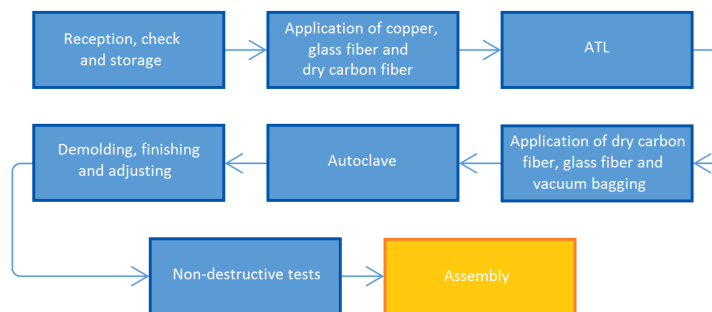 Reception, check
and storage
Application of copper,
glass fiber and
dry carbon fiber
ATL
Application of dry carbon
fiber, glass fiber and
vacuum bagging
Autoclave
Demolding, finishing
and adjusting
Non-destructive tests
Assembly